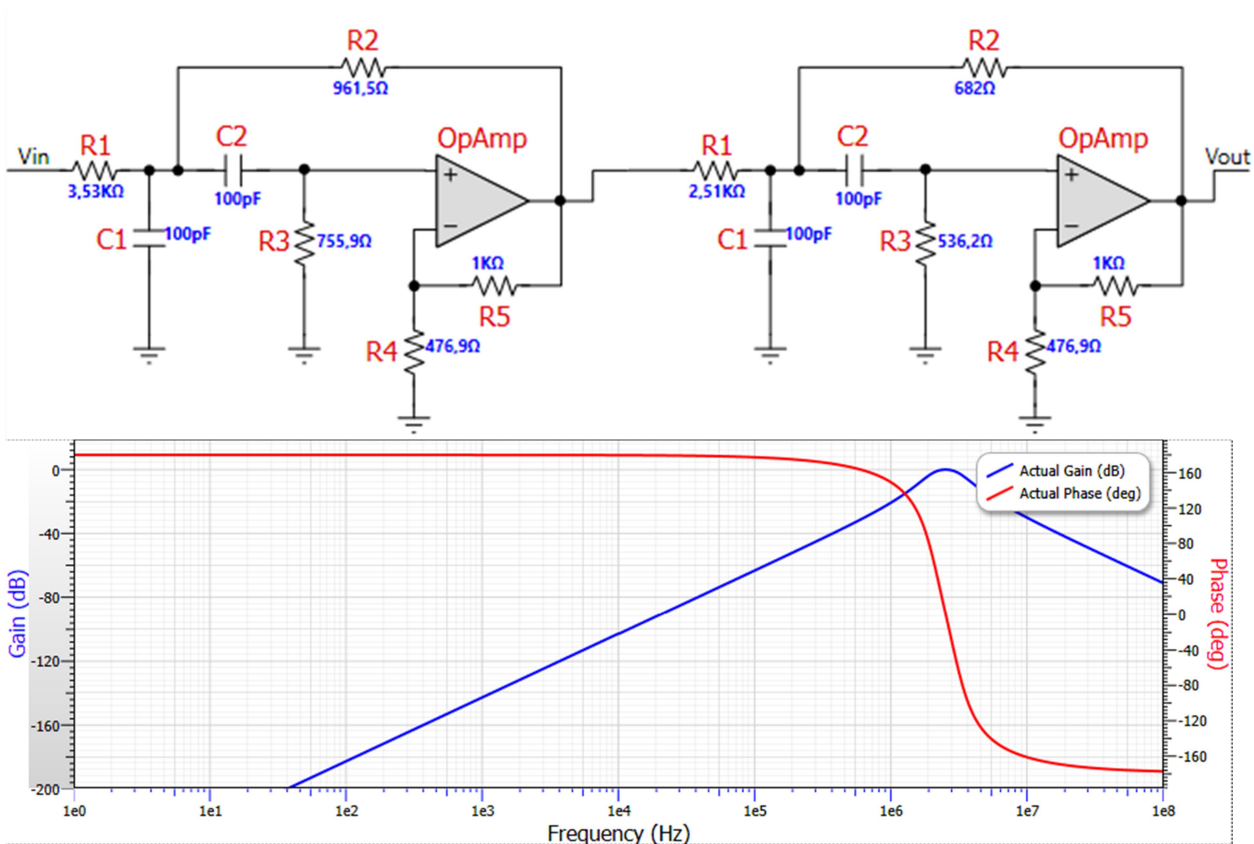 R2
961,5Ω
R2
682Ω
Vin
R1
3,53KΩ
C2
100pF
OpAmp
+
−
R1
2,51KΩ
C2
100pF
OpAmp
+
−
Vout
C1
100pF
R3
755,9Ω
1KΩ
R5
R4
476,9Ω
C1
100pF
R3
536,2Ω
1KΩ
R5
R4
476,9Ω
Gain (dB)
0
-40
-80
-120
-160
-200
Actual Gain (dB)
Actual Phase (deg)
160
120
80
40
0
-40
-80
-120
-160
Phase (deg)
1e0
1e1
1e2
1e3
1e4
1e5
1e6
1e7
1e8
Frequency (Hz)